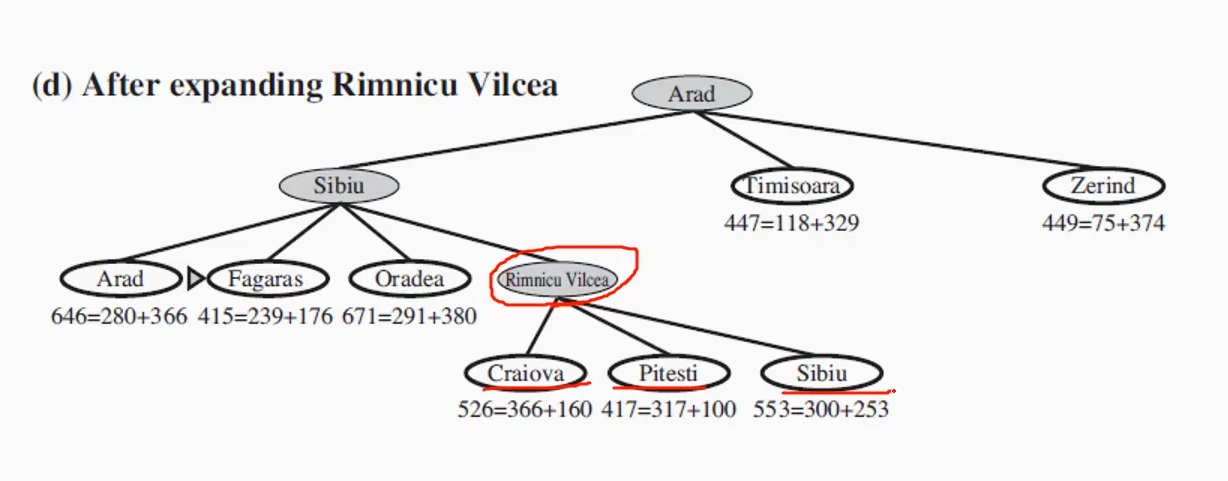 (d) After expanding Rimnicu Vilcea
Arad
Sibiu
Timisoara
Zerind
447=118+329
449=75+374
Arad
Fagaras
Oradea
Rimnicu Vilcea
646=280+366
415=239+176
671=291+380
Craiova
Pitesti
Sibiu
526=366+160
417=317+100
553=300+253